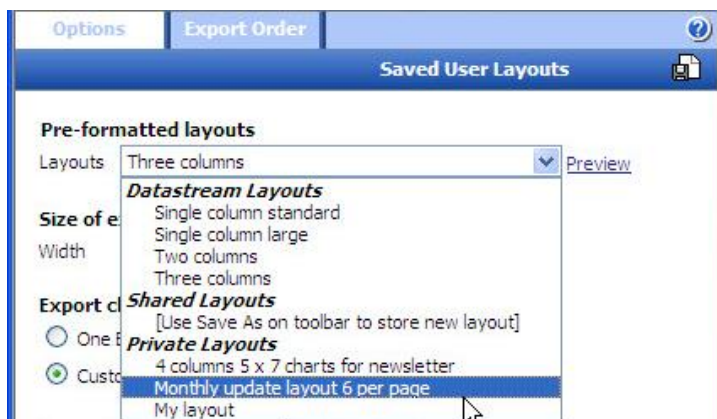 Options Export Order
Saved User Layouts
Pre-formatted layouts
Layouts Three columns Preview
Datastream Layouts
Single column standard
Size of e
Single column large
Width
Two columns
Three columns
Export cl
Shared Layouts
[Use Save As on toolbar to store new layout]
One
Private Layouts
4 columns 5 x 7 charts for newsletter
Custo
Monthly update layout 6 per page
My layout